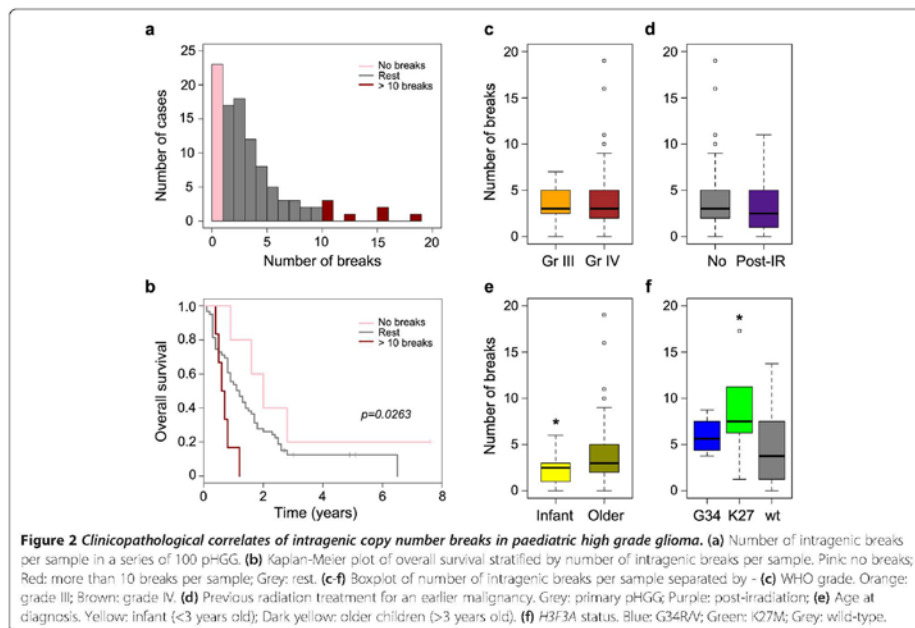 a
25
20
15
10
5
0
Number of cases
No breaks
Rest
> 10 breaks
0 5 10 15 20
Number of breaks
b
1.0
0.8
0.6
0.4
0.2
0
Overall survival
No breaks
Rest
> 10 breaks
p=0.0263
0 2 4 6 8
Time (years)
c
20
15
10
5
0
Number of breaks
Gr III Gr IV
d
20
15
10
5
0
No Post-IR
e
20
15
10
5
0
Number of breaks
*
Infant Older
f
20
15
10
5
0
*
G34 K27 wt
Figure 2 Clinicopathological correlates of intragenic copy number breaks in paediatric high grade glioma. (a) Number of intragenic breaks
per sample in a series of 100 pHGG. (b) Kaplan-Meier plot of overall survival stratified by number of intragenic breaks per sample. Pink: no breaks;
Red: more than 10 breaks per sample; Grey: rest. (c-f) Boxplot of number of intragenic breaks per sample separated by - (c) WHO grade. Orange:
grade III; Brown: grade IV. (d) Previous radiation treatment for an earlier malignancy. Grey: primary pHGG; Purple: post-irradiation; (e) Age at
diagnosis. Yellow: infant (<3 years old); Dark yellow: older children (>3 years old). (f) H3F3A status. Blue: G34R/V; Green: K27M; Grey: wild-type.